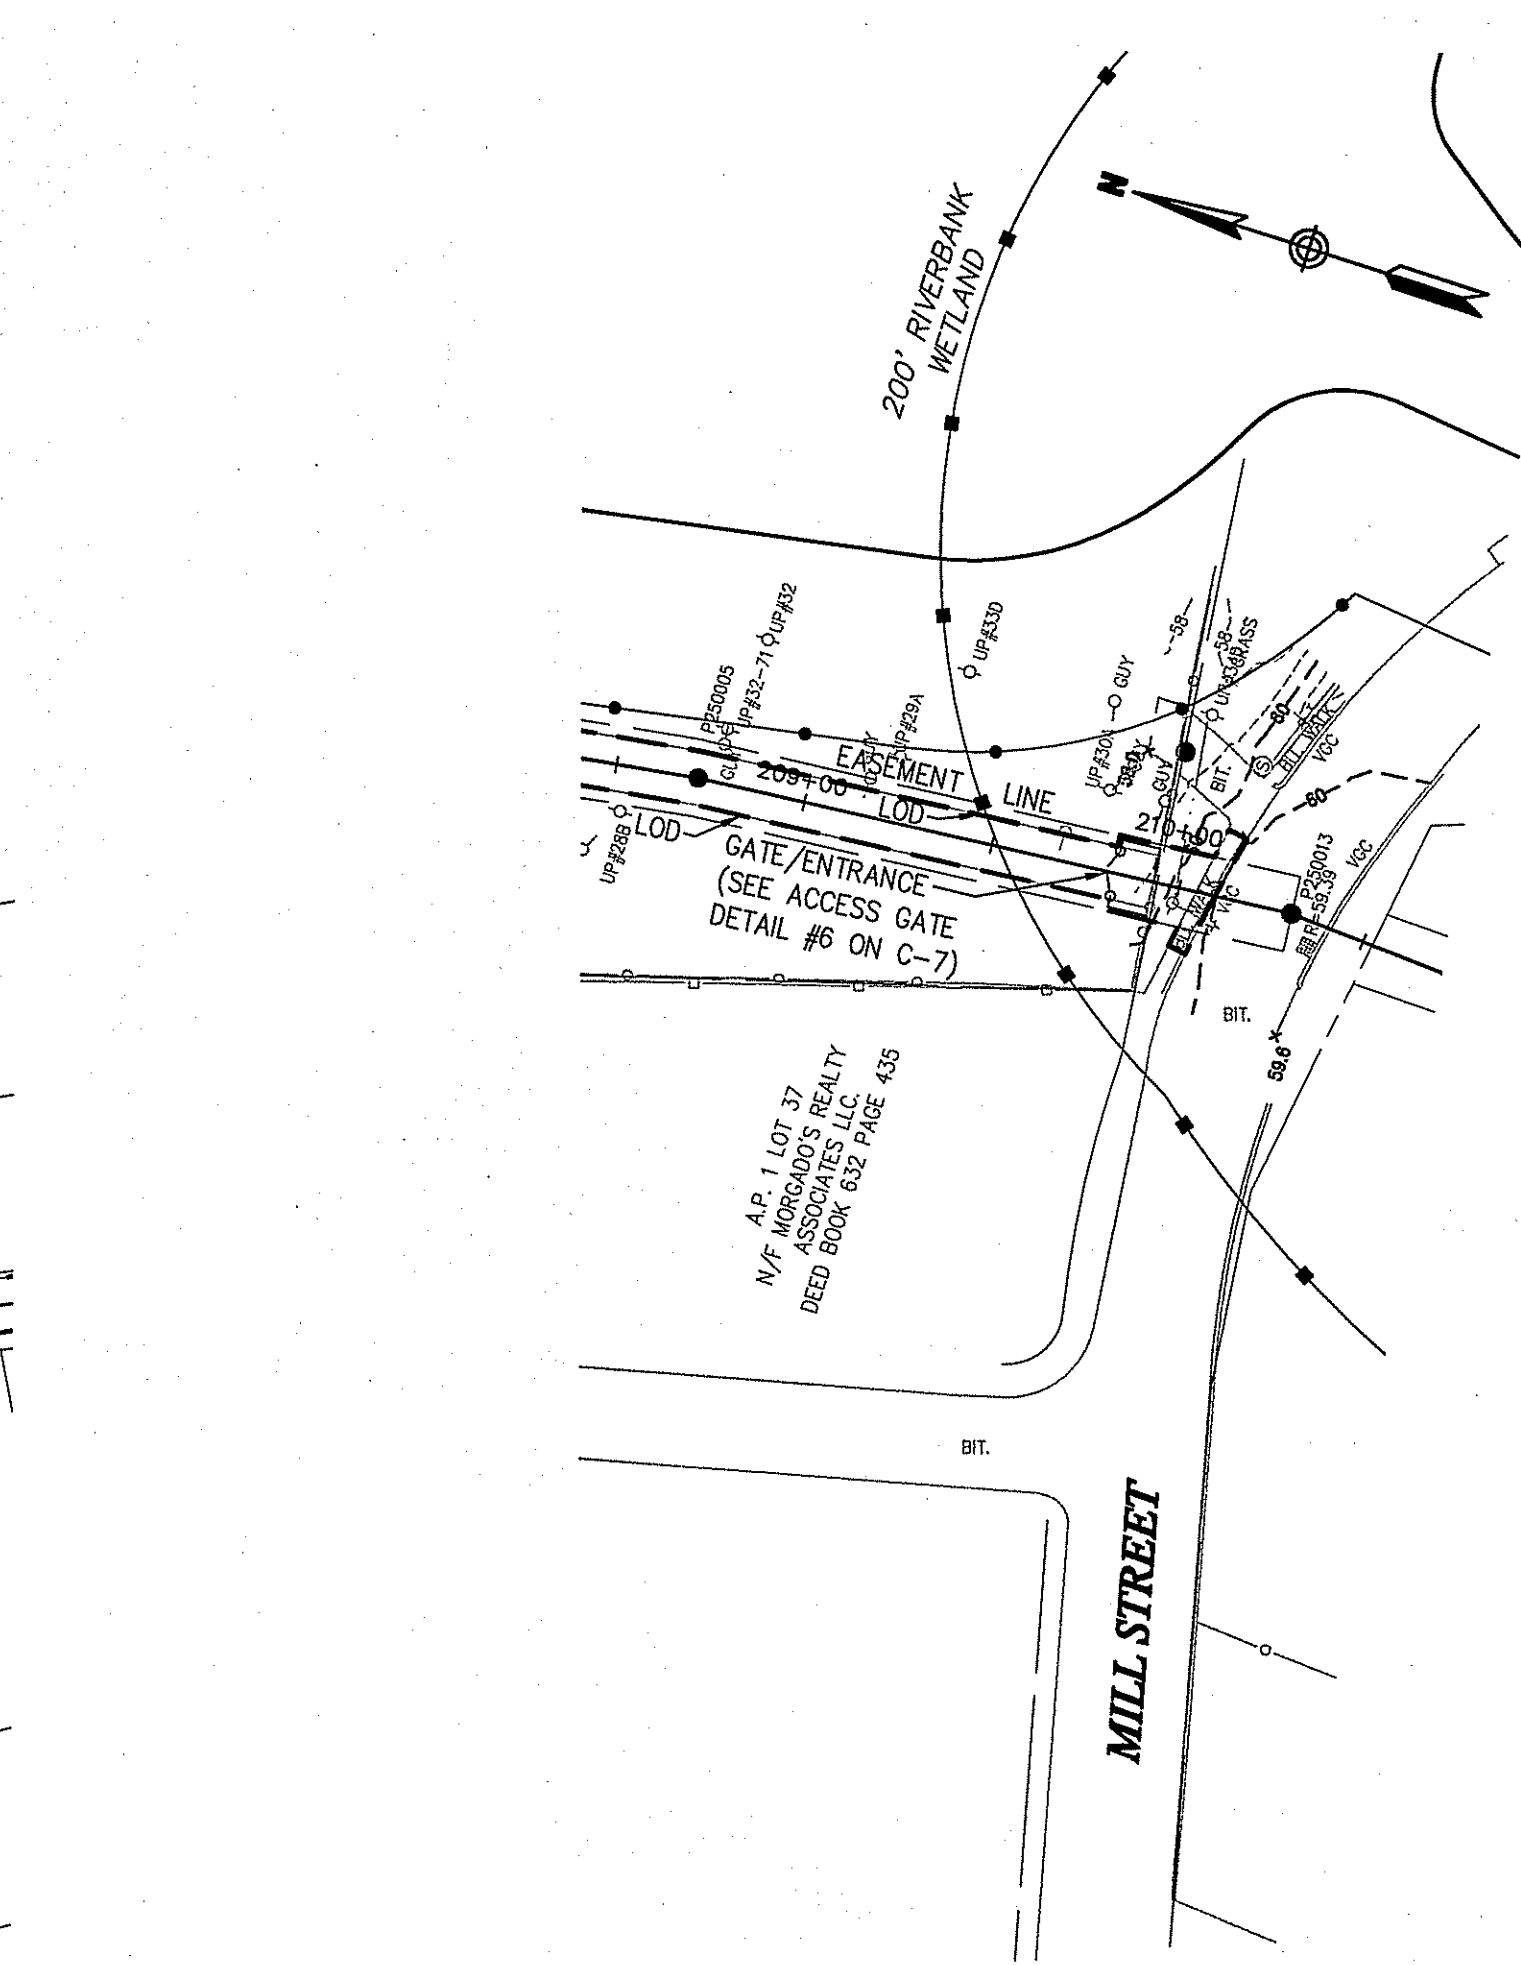 N
200' RIVERBANK
WETLAND
UP#32
UP#32-71
P250005
UP#33D
UP#29A
GUY
UP#30A
GUY
58
58
GRASS
60
BIT. WALK
VGC
BIT.
S
EASEMENT LINE
209+00
LOD
LOD
UP#28B
210+00
60
GATE/ENTRANCE
(SEE ACCESS GATE
DETAIL #6 ON C-7)
WALK
VGC
P250013
R=59.39
VGC
BIT.
59.6
A.P. 1 LOT 37
N/F MORGADO'S REALTY
ASSOCIATES LLC.
DEED BOOK 632 PAGE 435
BIT.
MILL STREET